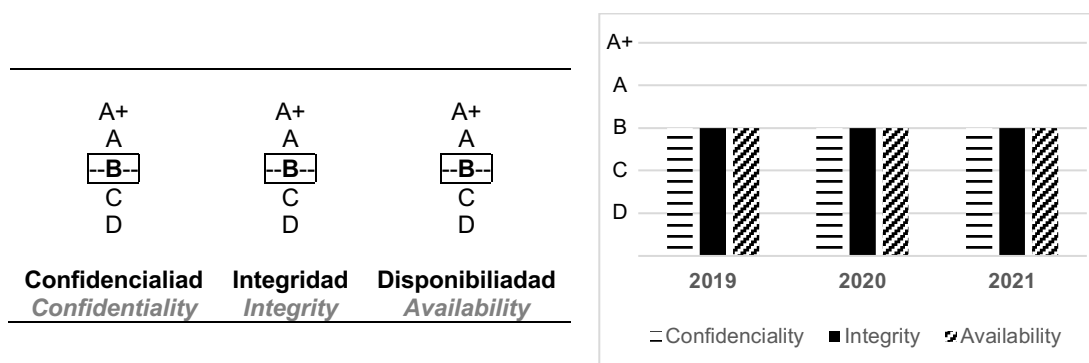 A+ A+ A+
A A A
--B-- --B-- --B--
C C C
D D D
Confidencialiad Integridad Disponibiliadad
Confidentiality Integrity Availability
A+
A
B
C
D
2019 2020 2021
Confidenciality Integrity Availability